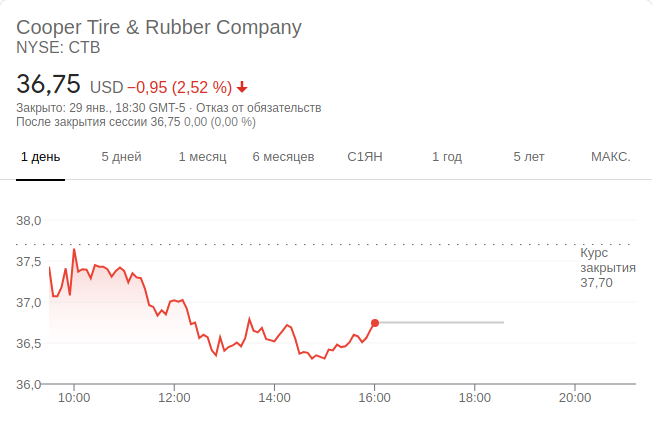 Cooper Tire & Rubber Company
NYSE: CTB
36,75 USD −0,95 (2,52 %)
Закрыто: 29 янв., 18:30 GMT-5 · Отказ от обязательств
После закрытия сессии 36,75 0,00 (0,00 %)
1 день 5 дней 1 месяц 6 месяцев С1ЯН 1 год 5 лет МАКС.
38,0
37,5
37,0
36,5
36,0
Курс
закрытия
37,70
10:00 12:00 14:00 16:00 18:00 20:00